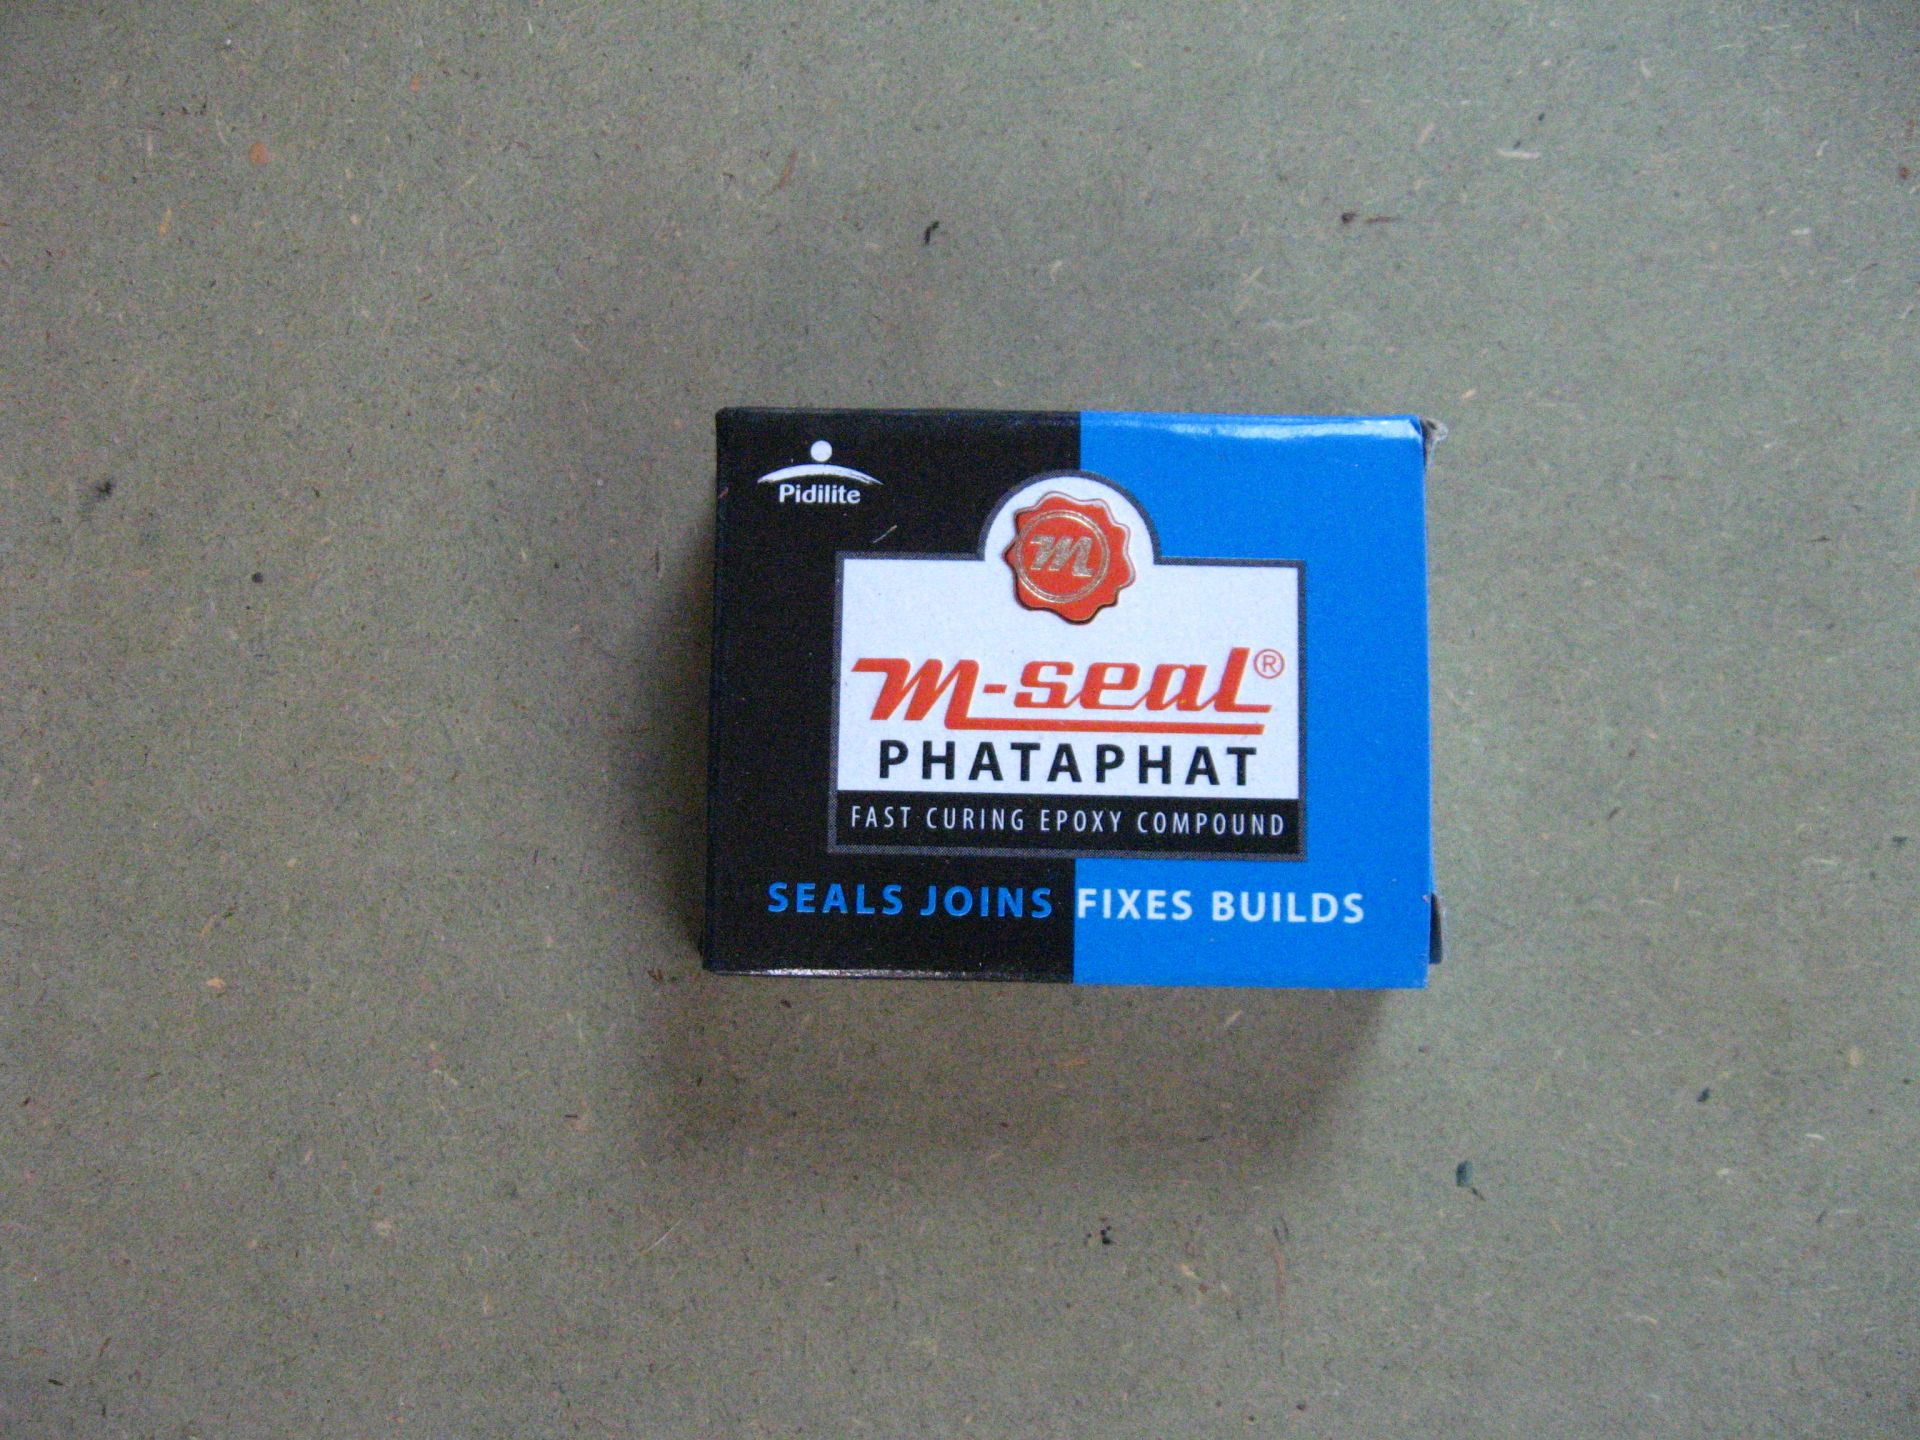 Pidilite
m
m-seal®
PHATAPHAT
FAST CURING EPOXY COMPOUND
SEALS JOINS FIXES BUILDS